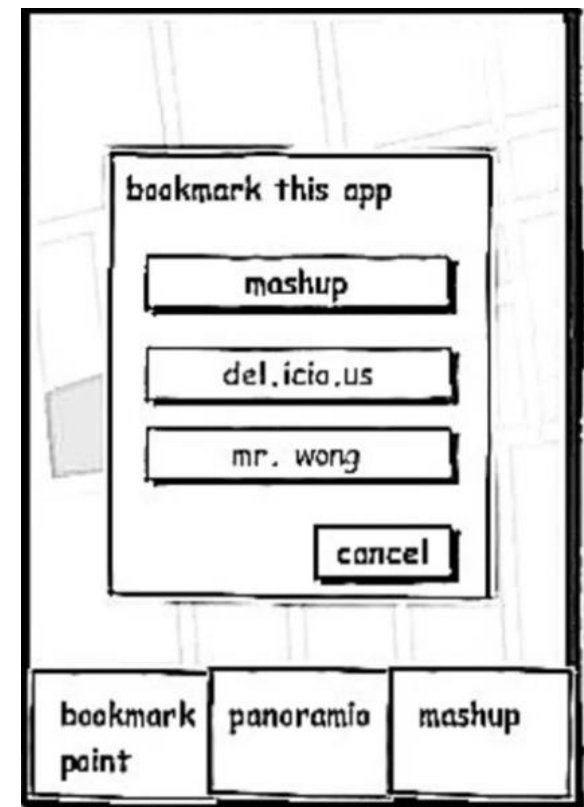 bookmark this app
mashup
del.icio.us
mr. wong
cancel
bookmark point
panoramio
mashup